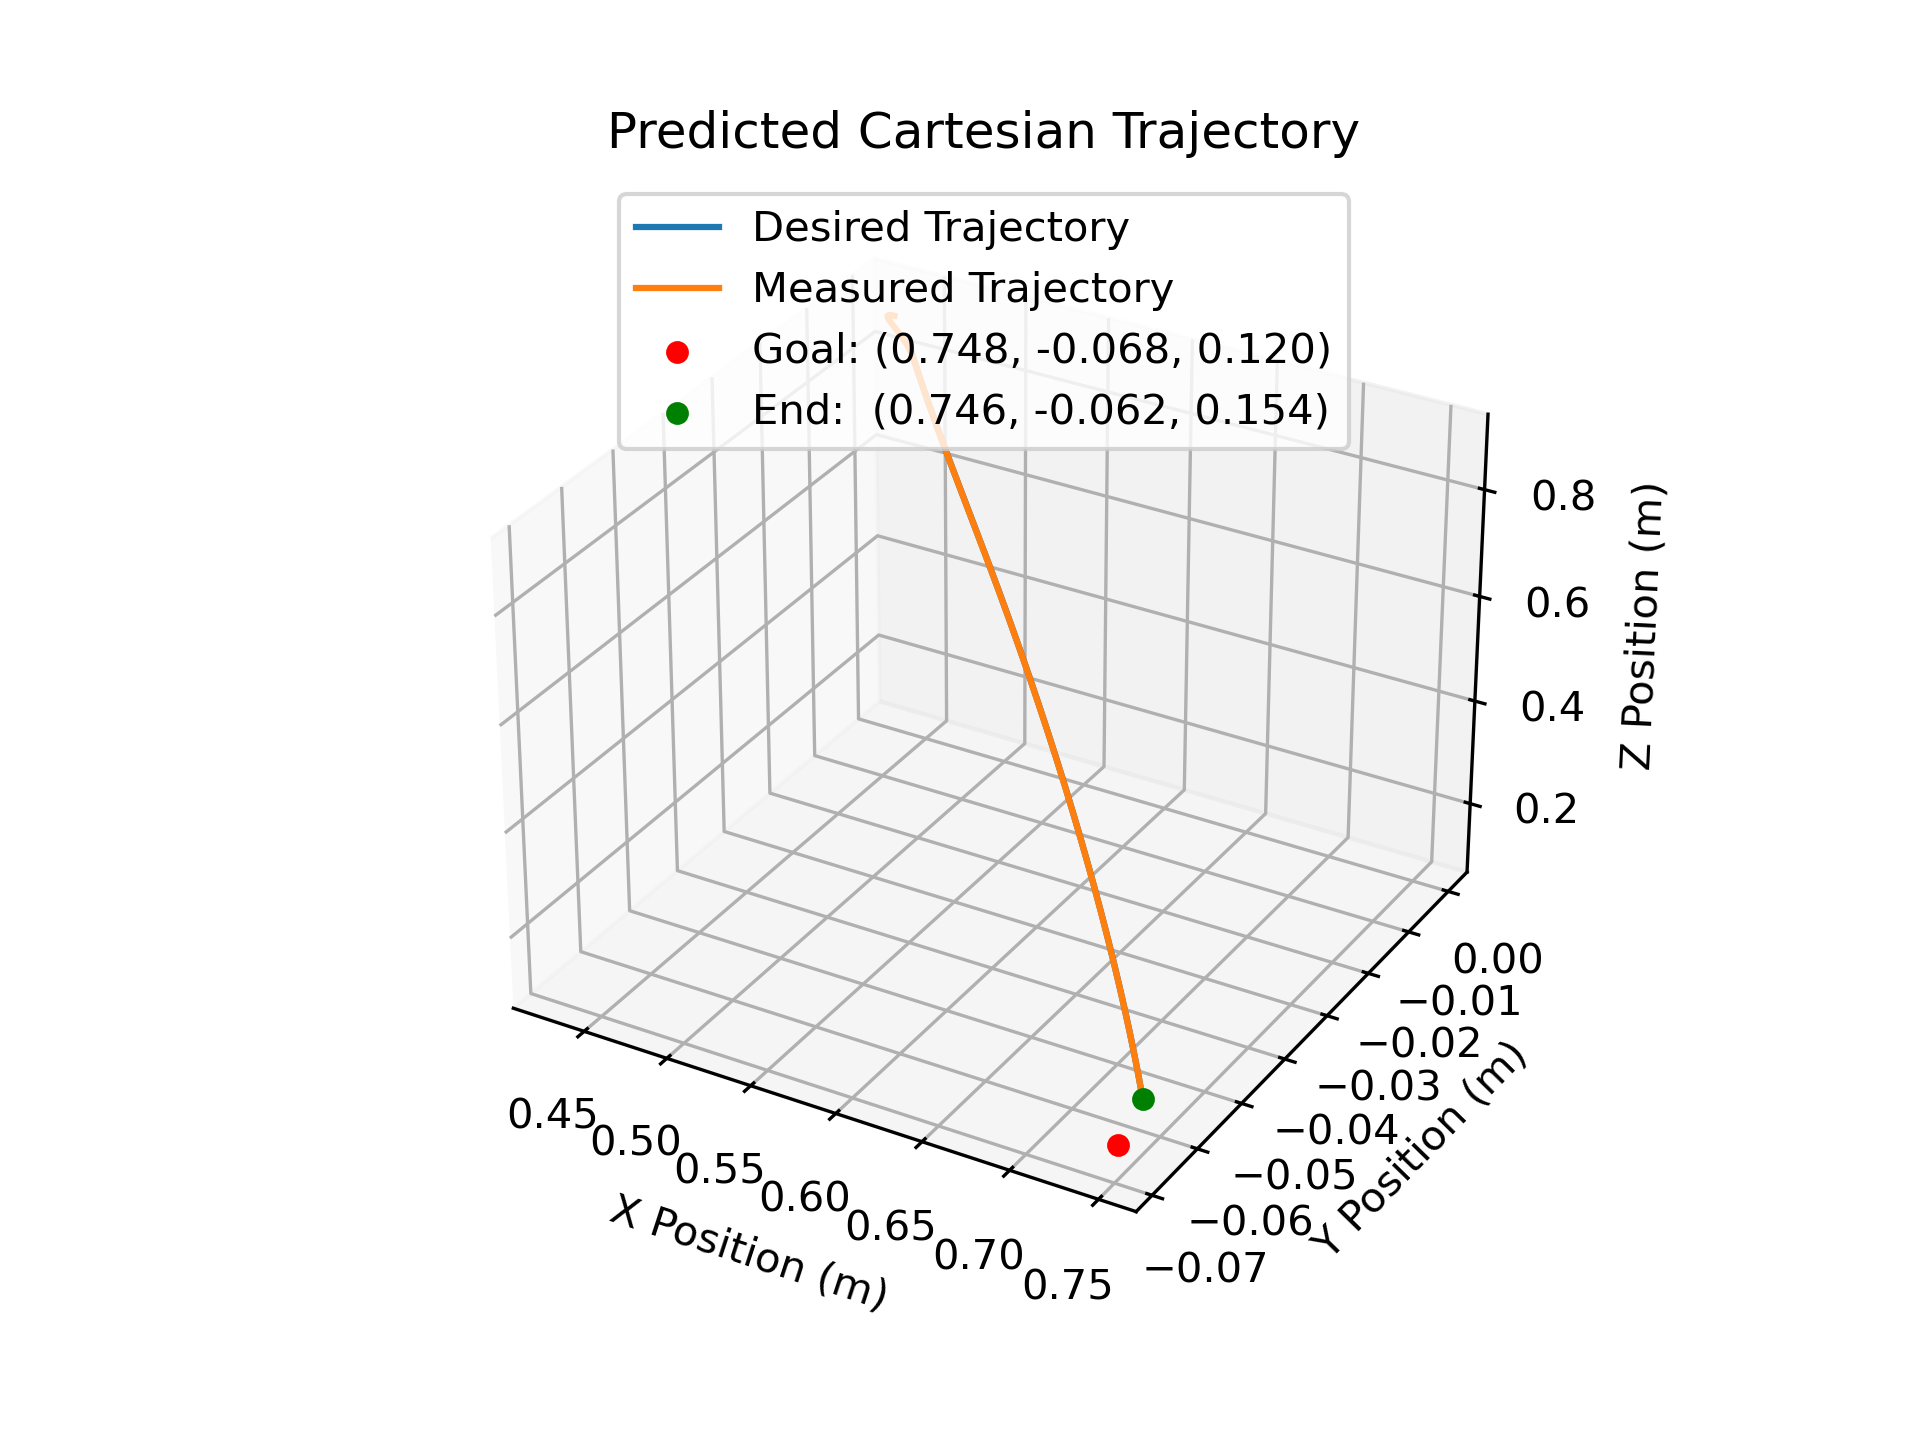 Predicted Cartesian Trajectory
Desired Trajectory
Measured Trajectory
Goal: (0.748, -0.068, 0.120)
End:  (0.746, -0.062, 0.154)
0.8
0.6
0.4
0.2
Z Position (m)
0.00
−0.01
−0.02
−0.03
−0.04
−0.05
−0.06
−0.07
Y Position (m)
0.45
0.50
0.55
0.60
0.65
0.70
0.75
X Position (m)